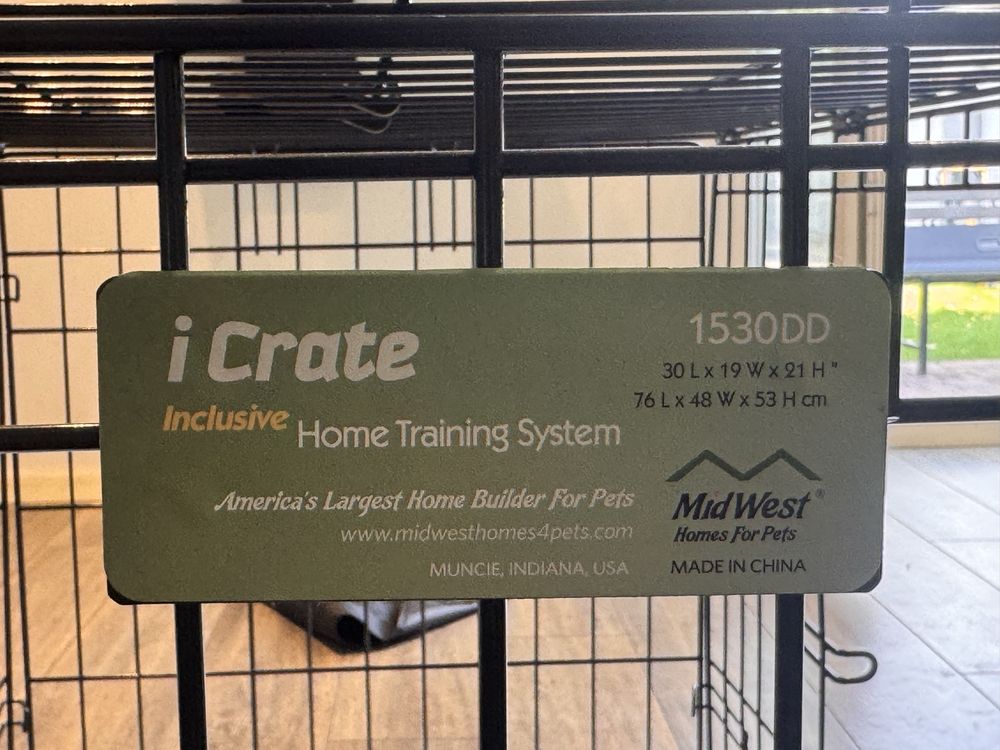 i Crate
1530DD
30 L x 19 W x 21 H "
76 L x 48 W x 53 H cm
Inclusive Home Training System
America's Largest Home Builder For Pets
www.midwesthomes4pets.com
MUNCIE, INDIANA, USA
MidWest®
Homes For Pets
MADE IN CHINA